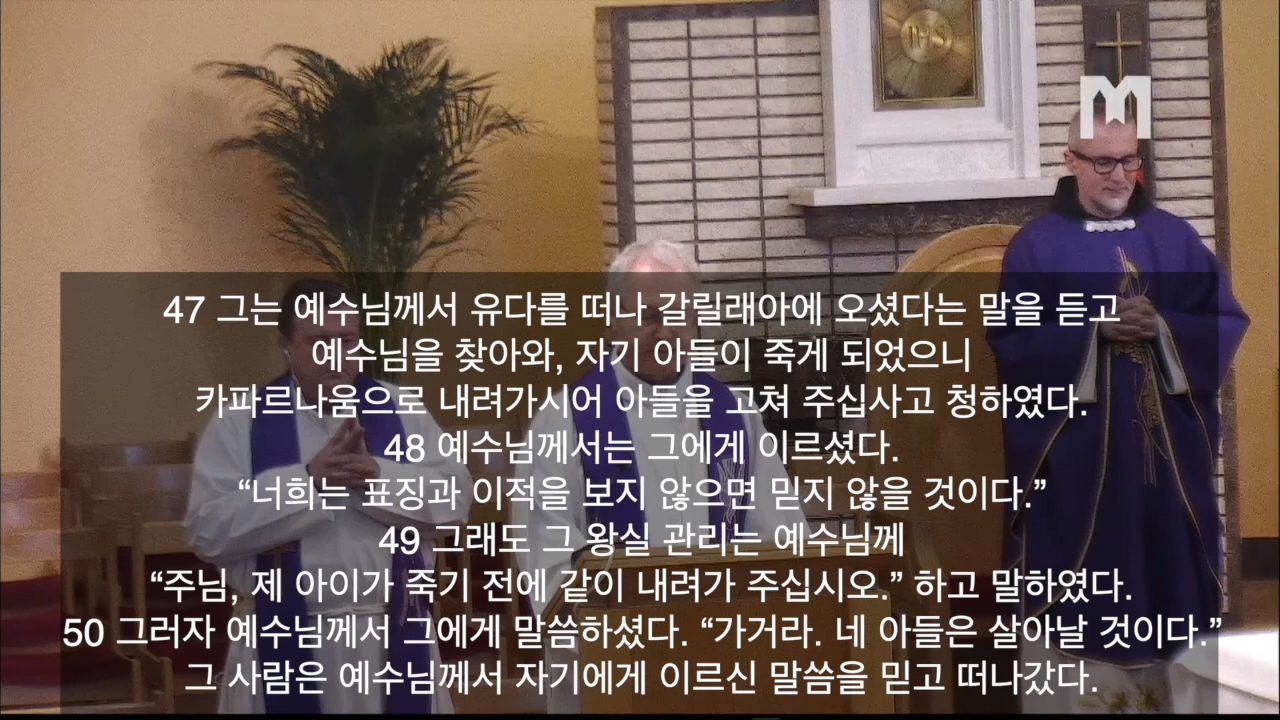 IHS
M
47 그는 예수님께서 유다를 떠나 갈릴래아에 오셨다는 말을 듣고
예수님을 찾아와, 자기 아들이 죽게 되었으니
카파르나움으로 내려가시어 아들을 고쳐 주십사고 청하였다.
48 예수님께서는 그에게 이르셨다.
“너희는 표징과 이적을 보지 않으면 믿지 않을 것이다.”
49 그래도 그 왕실 관리는 예수님께
“주님, 제 아이가 죽기 전에 같이 내려가 주십시오.” 하고 말하였다.
50 그러자 예수님께서 그에게 말씀하셨다. “가거라. 네 아들은 살아날 것이다.”
그 사람은 예수님께서 자기에게 이르신 말씀을 믿고 떠나갔다.